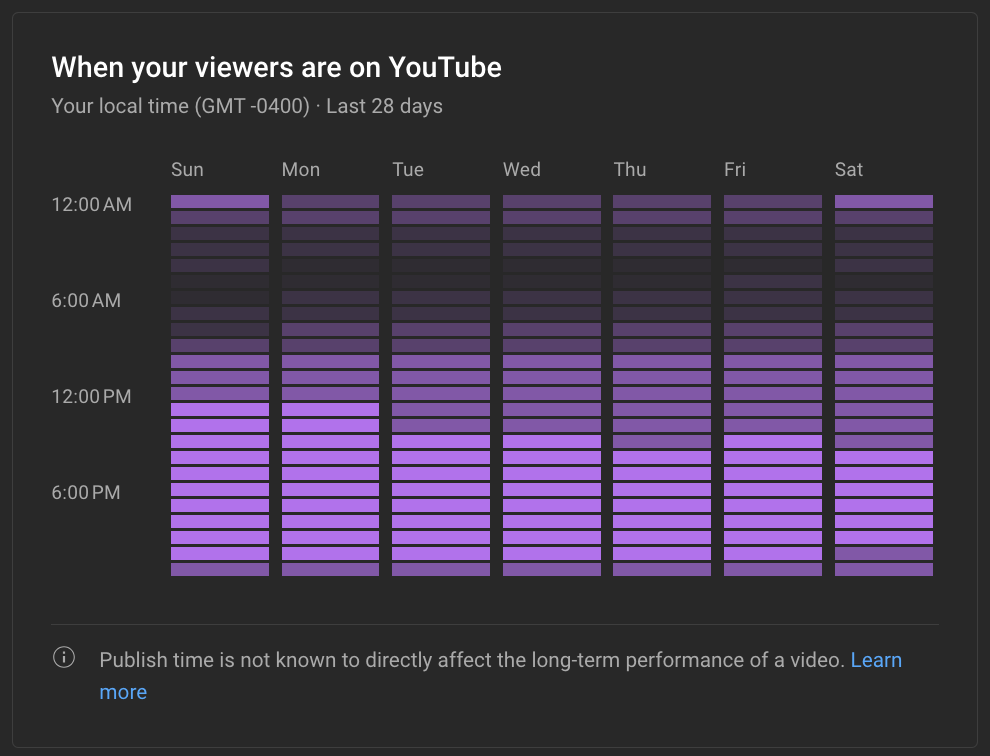 When your viewers are on YouTube
Your local time (GMT -0400) · Last 28 days
Sun Mon Tue Wed Thu Fri Sat
12:00 AM
6:00 AM
12:00 PM
6:00 PM
Publish time is not known to directly affect the long-term performance of a video. Learn
more